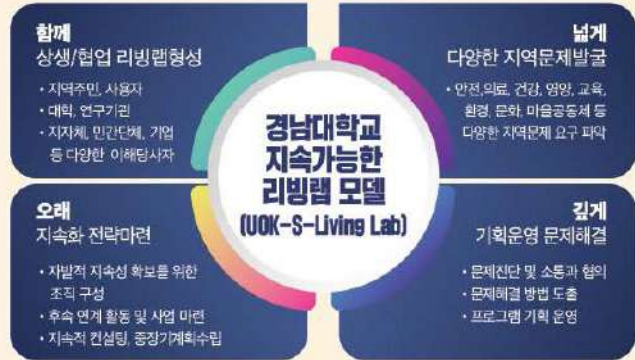 함께
상생/협업 리빙랩형성
• 지역주민, 사용자
• 대학, 연구기관
• 지자체, 민간단체, 기업
등 다양한 이해당사자
넓게
다양한 지역문제발굴
• 안전,의료, 건강, 영양, 교육,
환경, 문화, 마을공동체 등
다양한 지역문제 요구 파악
경남대학교
지속가능한
리빙랩 모델
(UOK-S-Living Lab)
오래
지속화 전략마련
• 자발적 지속성 확보를 위한
조직 구성
• 후속 연계 활동 및 사업 마련
• 지속적 컨설팅, 중장기계획수립
깊게
기획운영 문제해결
• 문제진단 및 소통과 협의
• 문제해결 방법 도출
• 프로그램 기획 운영